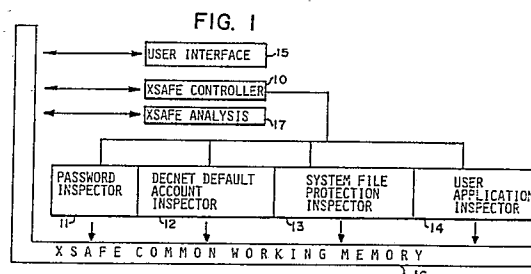 FIG. 1
USER INTERFACE 15
10
XSAFE CONTROLLER
XSAFE ANALYSIS
17
PASSWORD
INSPECTOR
DECNET DEFAULT
ACCOUNT
INSPECTOR
SYSTEM FILE
PROTECTION
INSPECTOR
USER
APPLICATION
INSPECTOR
11 12 13 14
XSAFE COMMON WORKING MEMORY
16